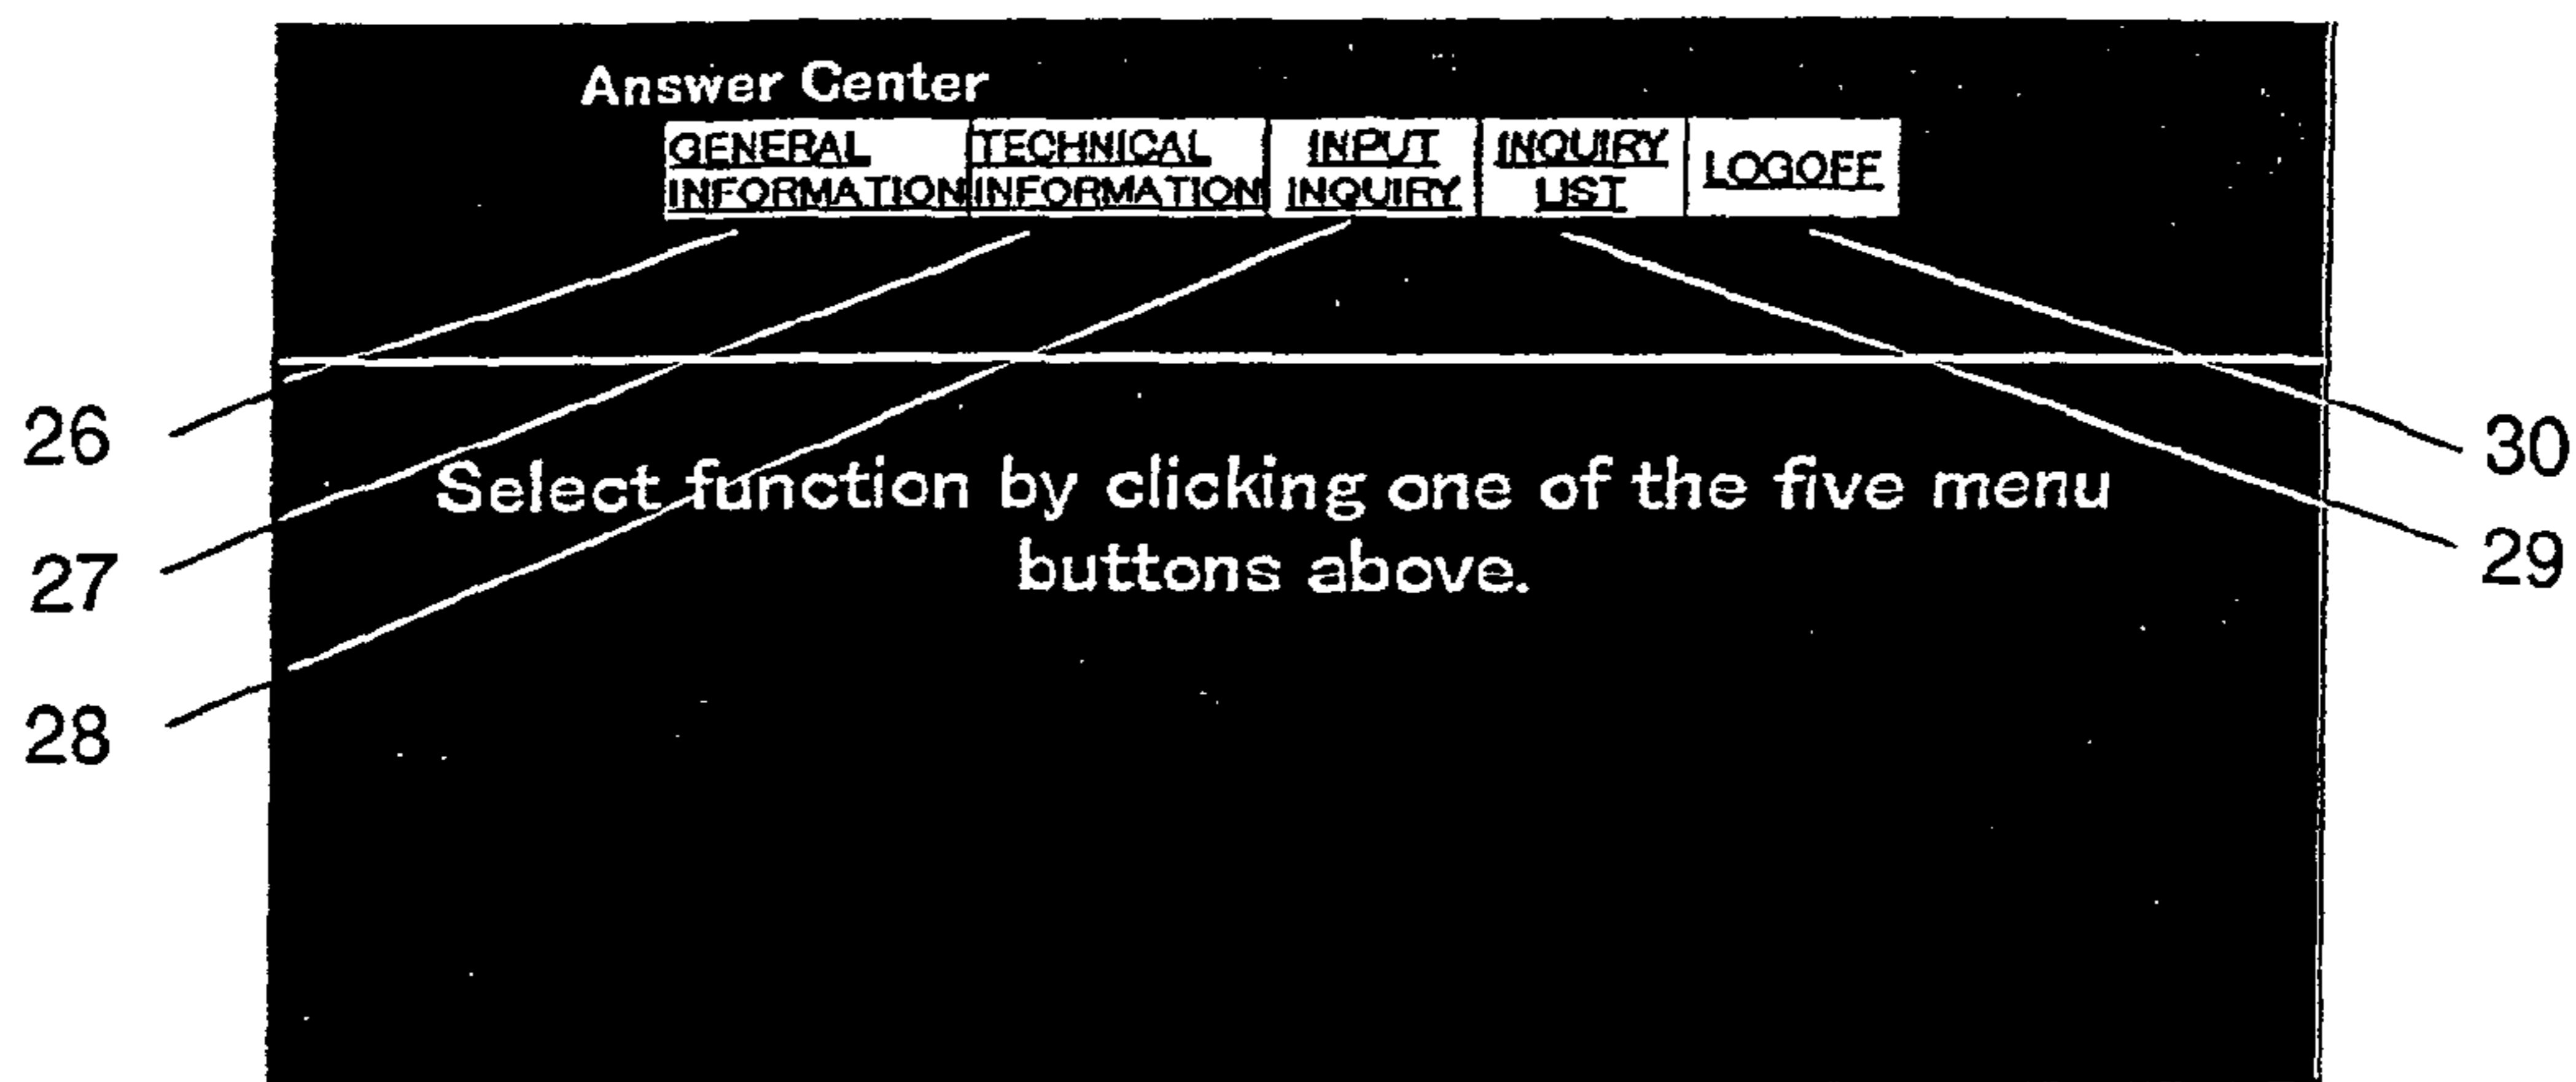 Answer Center
GENERAL INFORMATION
TECHNICAL INFORMATION
INPUT INQUIRY
INQUIRY LIST
LOGOFF
26
27
28
30
29
Select function by clicking one of the five menu
buttons above.